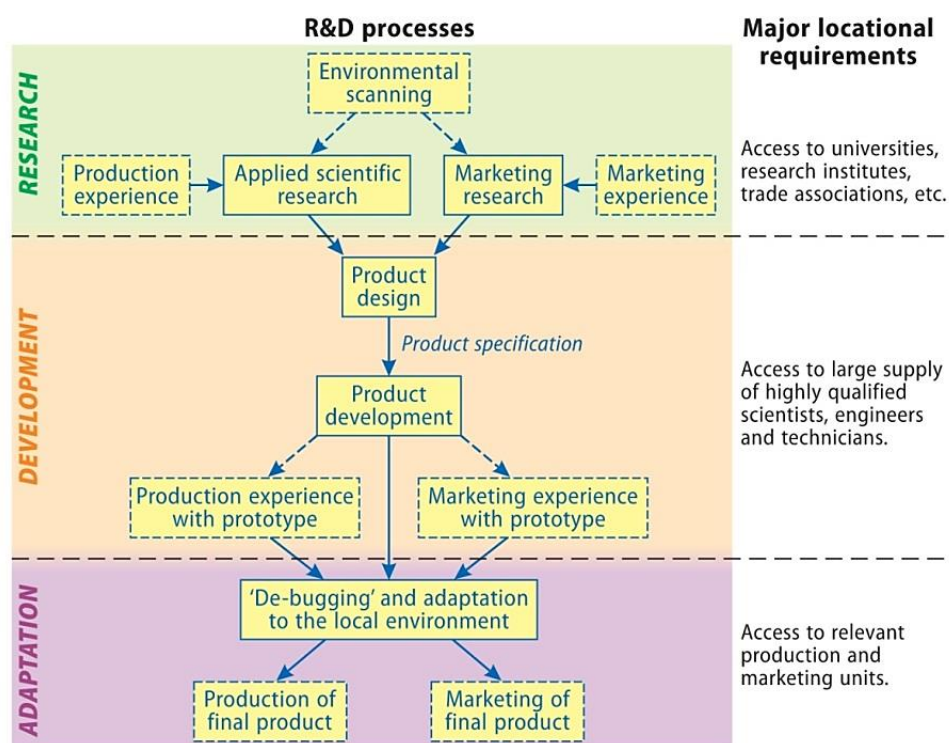 R&D processes
Major locational
requirements
RESEARCH
Environmental
scanning
Production
experience
Applied scientific
research
Marketing
research
Marketing
experience
Access to universities,
research institutes,
trade associations, etc.
DEVELOPMENT
Product
design
Product specification
Product
development
Production experience
with prototype
Marketing experience
with prototype
Access to large supply
of highly qualified
scientists, engineers
and technicians.
ADAPTATION
'De-bugging' and adaptation
to the local environment
Production of
final product
Marketing of
final product
Access to relevant
production and
marketing units.